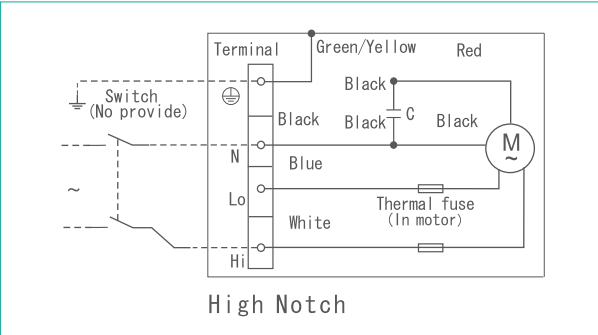 Terminal
Green/Yellow
Red
Switch
(No provide)
Black
C
Black
Black
Black
M
~
N
Blue
~
Lo
Thermal fuse
(In motor)
White
Hi
High Notch